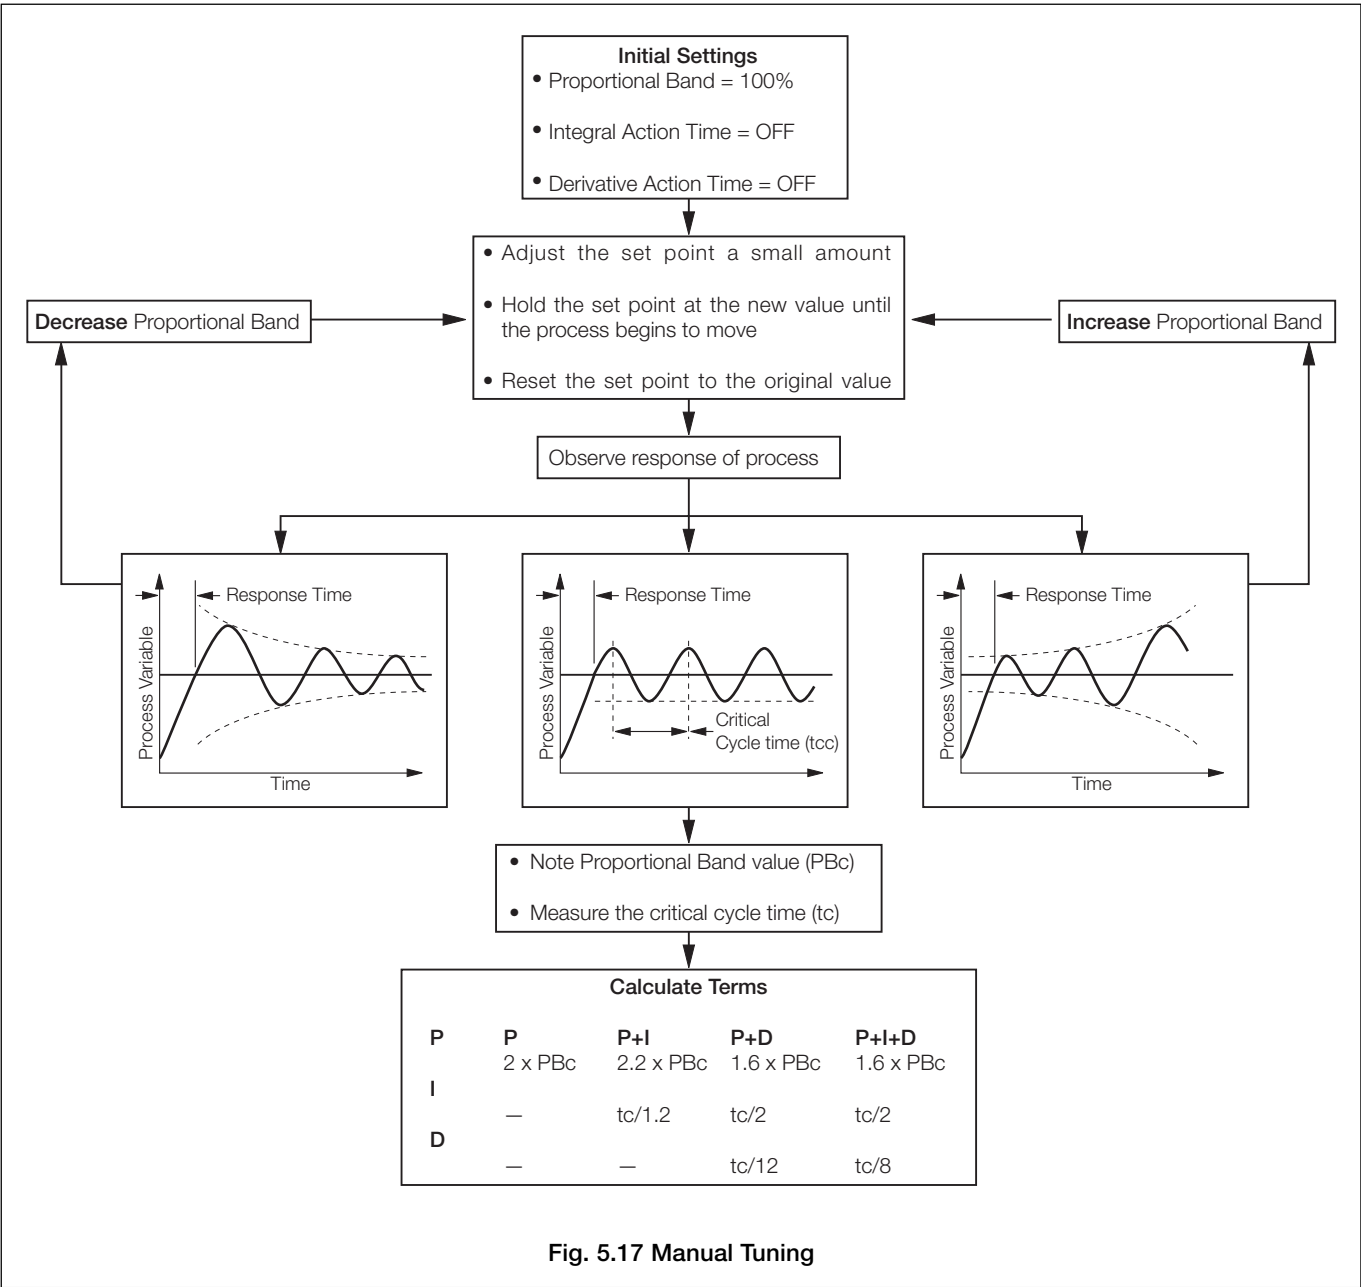 Initial Settings
• Proportional Band = 100%
• Integral Action Time = OFF
• Derivative Action Time = OFF
• Adjust the set point a small amount
• Hold the set point at the new value until
the process begins to move
• Reset the set point to the original value
Decrease Proportional Band
Increase Proportional Band
Observe response of process
Response Time
Process Variable
Time
Response Time
Process Variable
Critical
Cycle time (tcc)
Response Time
Process Variable
Time
• Note Proportional Band value (PBc)
• Measure the critical cycle time (tc)
Calculate Terms
P P P+I P+D P+I+D
2 x PBc 2.2 x PBc 1.6 x PBc 1.6 x PBc
I
— tc/1.2 tc/2 tc/2
D
— — tc/12 tc/8
Fig. 5.17 Manual Tuning